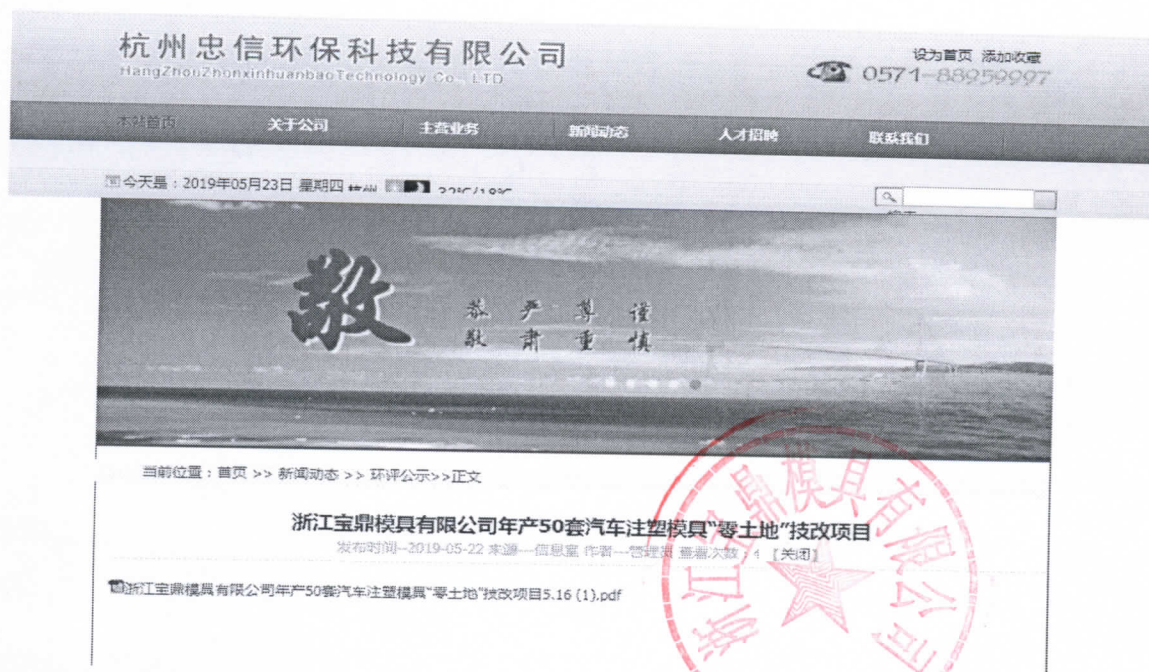 杭州忠信环保科技有限公司
HangZhouZhonxinhuanbaoTechnology Co. LTD
设为首页 添加收藏
0571-88959997
本站首页 关于公司 主营业务 新闻动态 人才招聘 联系我们
今天是：2019年05月23日 星期四 杭州
敬
恭敬 严肃 尊重 谨慎
当前位置：首页 >> 新闻动态 >> 环评公示>>正文
浙江宝鼎模具有限公司年产50套汽车注塑模具“零土地”技改项目
发布时间--2019-05-22 来源---信息室 作者---管理员 查看次数：4 【关闭】
浙江宝鼎模具有限公司年产50套汽车注塑模具“零土地”技改项目5.16 (1).pdf
浙江宝鼎模具有限公司